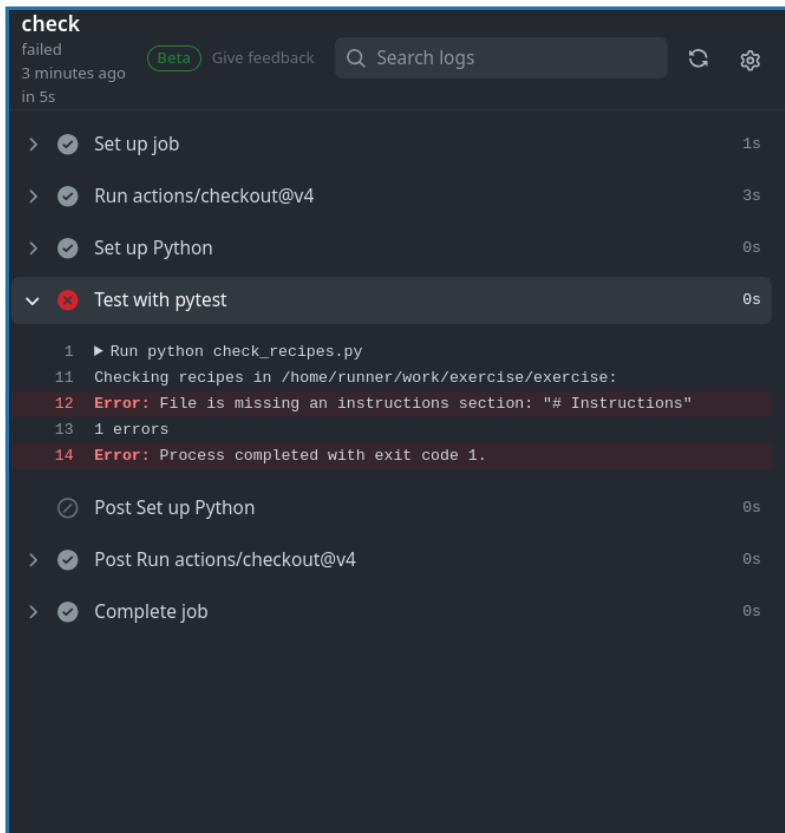 check
failed
3 minutes ago
in 5s
Beta Give feedback
Search logs
Set up job 1s
Run actions/checkout@v4 3s
Set up Python 0s
Test with pytest 0s
1 Run python check_recipes.py
11 Checking recipes in /home/runner/work/exercise/exercise:
12 Error: File is missing an instructions section: "# Instructions"
13 1 errors
14 Error: Process completed with exit code 1.
Post Set up Python 0s
Post Run actions/checkout@v4 0s
Complete job 0s